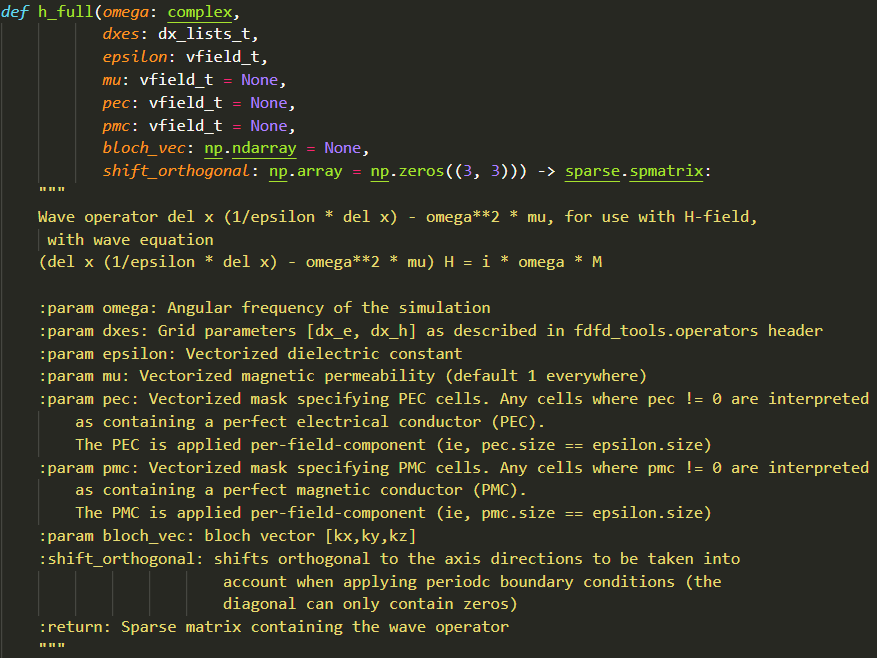 def h_full(omega: complex,
dxes: dx_lists_t,
epsilon: vfield_t,
mu: vfield_t = None,
pec: vfield_t = None,
pmc: vfield_t = None,
bloch_vec: np.ndarray = None,
shift_orthogonal: np.array = np.zeros((3, 3))) -> sparse.spmatrix:
"""
Wave operator del x (1/epsilon * del x) - omega**2 * mu, for use with H-field,
with wave equation
(del x (1/epsilon * del x) - omega**2 * mu) H = i * omega * M
:param omega: Angular frequency of the simulation
:param dxes: Grid parameters [dx_e, dx_h] as described in fdfd_tools.operators header
:param epsilon: Vectorized dielectric constant
:param mu: Vectorized magnetic permeability (default 1 everywhere)
:param pec: Vectorized mask specifying PEC cells. Any cells where pec != 0 are interpreted
as containing a perfect electrical conductor (PEC).
The PEC is applied per-field-component (ie, pec.size == epsilon.size)
:param pmc: Vectorized mask specifying PMC cells. Any cells where pmc != 0 are interpreted
as containing a perfect magnetic conductor (PMC).
The PMC is applied per-field-component (ie, pmc.size == epsilon.size)
:param bloch_vec: bloch vector [kx,ky,kz]
:shift_orthogonal: shifts orthogonal to the axis directions to be taken into
account when applying periodc boundary conditions (the
diagonal can only contain zeros)
:return: Sparse matrix containing the wave operator
"""